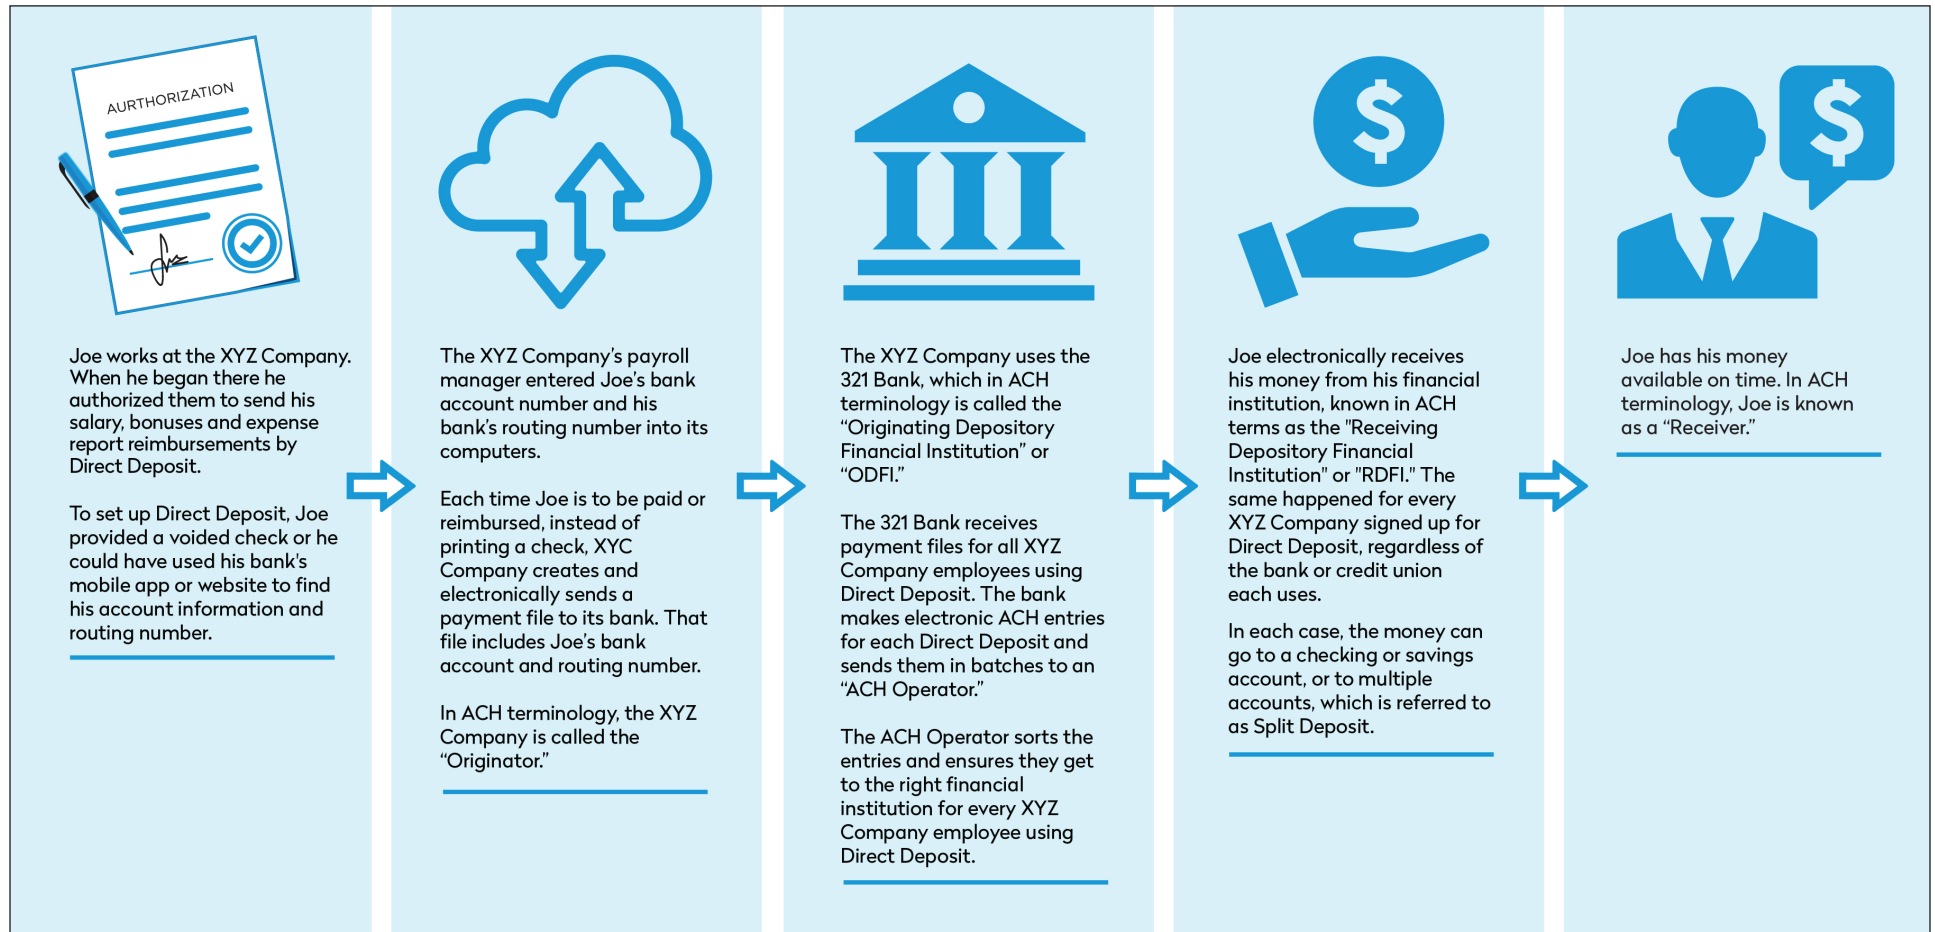 AURTHORIZATION
Joe works at the XYZ Company.
When he began there he
authorized them to send his
salary, bonuses and expense
report reimbursements by
Direct Deposit.
To set up Direct Deposit, Joe
provided a voided check or he
could have used his bank's
mobile app or website to find
his account information and
routing number.
The XYZ Company’s payroll
manager entered Joe’s bank
account number and his
bank’s routing number into its
computers.
Each time Joe is to be paid or
reimbursed, instead of
printing a check, XYC
Company creates and
electronically sends a
payment file to its bank. That
file includes Joe’s bank
account and routing number.
In ACH terminology, the XYZ
Company is called the
“Originator.”
The XYZ Company uses the
321 Bank, which in ACH
terminology is called the
“Originating Depository
Financial Institution” or
“ODFI.”
The 321 Bank receives
payment files for all XYZ
Company employees using
Direct Deposit. The bank
makes electronic ACH entries
for each Direct Deposit and
sends them in batches to an
“ACH Operator.”
The ACH Operator sorts the
entries and ensures they get
to the right financial
institution for every XYZ
Company employee using
Direct Deposit.
Joe electronically receives
his money from his financial
institution, known in ACH
terms as the "Receiving
Depository Financial
Institution" or "RDFI." The
same happened for every
XYZ Company signed up for
Direct Deposit, regardless of
the bank or credit union
each uses.
In each case, the money can
go to a checking or savings
account, or to multiple
accounts, which is referred to
as Split Deposit.
Joe has his money
available on time. In ACH
terminology, Joe is known
as a “Receiver.”